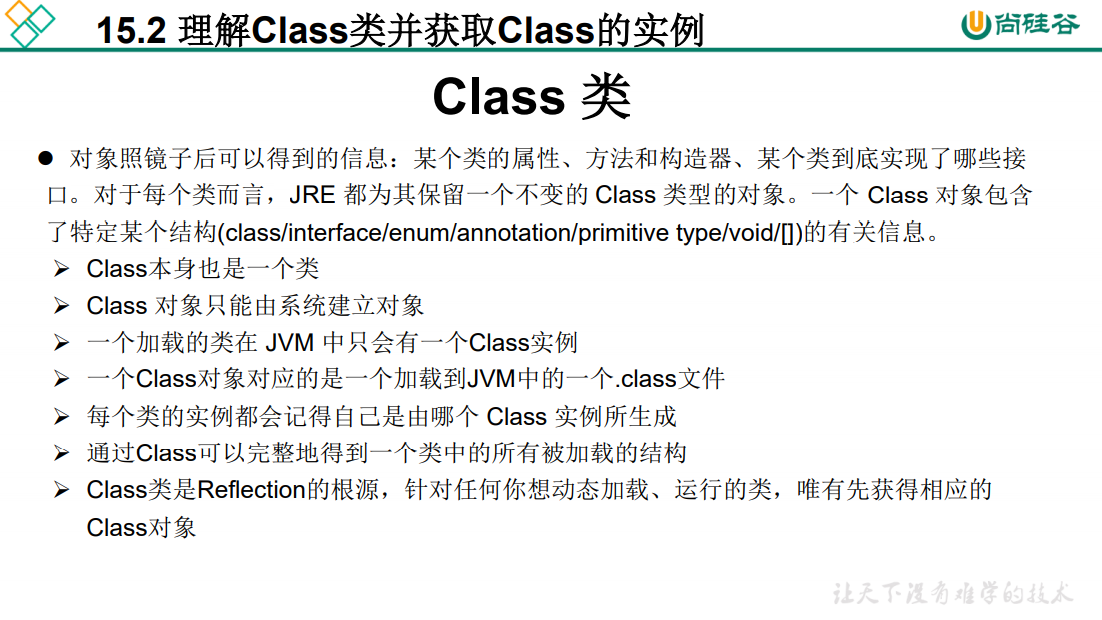 15.2 理解Class类并获取Class的实例
尚硅谷
Class 类
● 对象照镜子后可以得到的信息：某个类的属性、方法和构造器、某个类到底实现了哪些接
口。对于每个类而言，JRE 都为其保留一个不变的 Class 类型的对象。一个 Class 对象包含
了特定某个结构(class/interface/enum/annotation/primitive type/void/[])的有关信息。
➢ Class本身也是一个类
➢ Class 对象只能由系统建立对象
➢ 一个加载的类在 JVM 中只会有一个Class实例
➢ 一个Class对象对应的是一个加载到JVM中的一个.class文件
➢ 每个类的实例都会记得自己是由哪个 Class 实例所生成
➢ 通过Class可以完整地得到一个类中的所有被加载的结构
➢ Class类是Reflection的根源，针对任何你想动态加载、运行的类，唯有先获得相应的
Class对象
让天下没有难学的技术